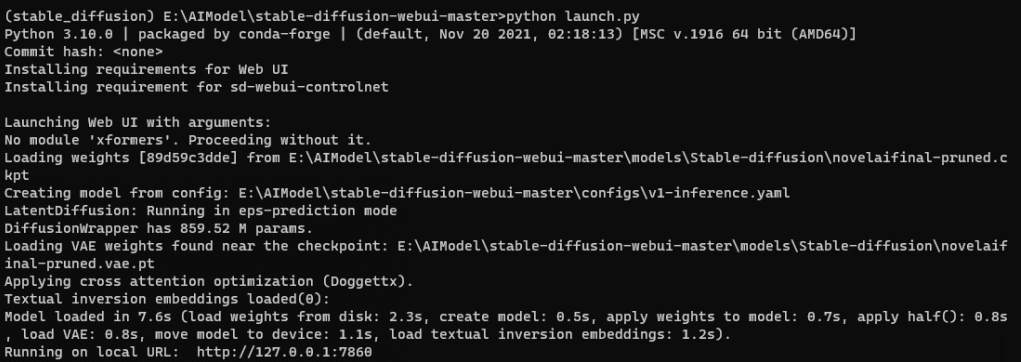 (stable_diffusion) E:\AIModel\stable-diffusion-webui-master>python launch.py
Python 3.10.0 | packaged by conda-forge | (default, Nov 20 2021, 02:18:13) [MSC v.1916 64 bit (AMD64)]
Commit hash: <none>
Installing requirements for Web UI
Installing requirement for sd-webui-controlnet
Launching Web UI with arguments:
No module 'xformers'. Proceeding without it.
Loading weights [89d59c3dde] from E:\AIModel\stable-diffusion-webui-master\models\Stable-diffusion\novelaifinal-pruned.c
kpt
Creating model from config: E:\AIModel\stable-diffusion-webui-master\configs\v1-inference.yaml
LatentDiffusion: Running in eps-prediction mode
DiffusionWrapper has 859.52 M params.
Loading VAE weights found near the checkpoint: E:\AIModel\stable-diffusion-webui-master\models\Stable-diffusion\novelaif
inal-pruned.vae.pt
Applying cross attention optimization (Doggettx).
Textual inversion embeddings loaded(0):
Model loaded in 7.6s (load weights from disk: 2.3s, create model: 0.5s, apply weights to model: 0.7s, apply half(): 0.8s
, load VAE: 0.8s, move model to device: 1.1s, load textual inversion embeddings: 1.2s).
Running on local URL:  http://127.0.0.1:7860